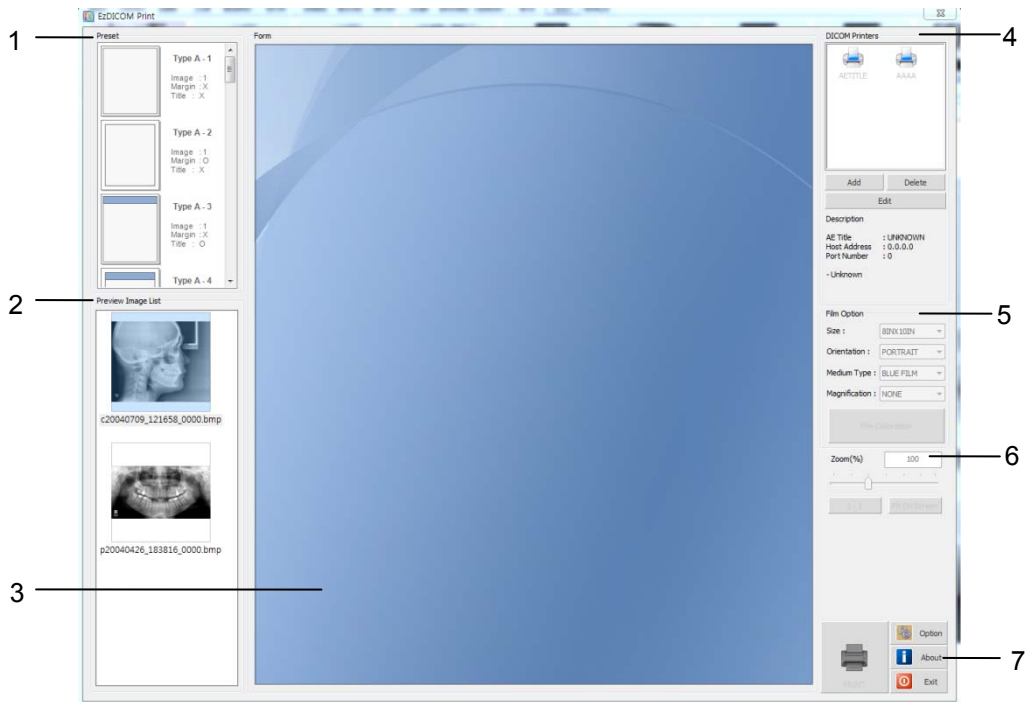 EzDICOM Print
1
Preset
Type A - 1
Image : 1
Margin : X
Title : X
Type A - 2
Image : 1
Margin : O
Title : X
Type A - 3
Image : 1
Margin : X
Title : O
Type A - 4
2
Preview Image List
c20040709_121658_0000.bmp
p20040426_183816_0000.bmp
Form
3
DICOM Printers
4
AETITLE AAAA
Add Delete
Edit
Description
AE Title : UNKNOWN
Host Address : 0.0.0.0
Port Number : 0
- Unknown
Film Option
5
Size : 8INX10IN
Orientation : PORTRAIT
Medium Type : BLUE FILM
Magnification : NONE
Zoom(%) 100
6
1 : 1
Option
About
7
PRINT
Exit